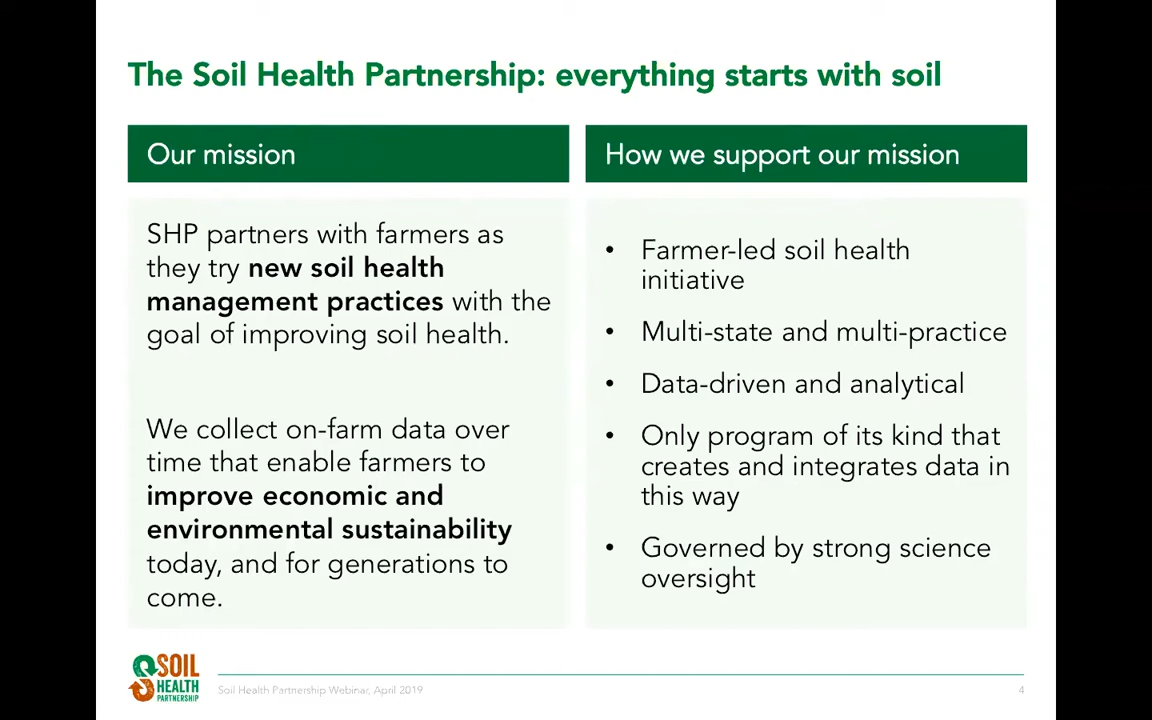 The Soil Health Partnership: everything starts with soil
Our mission
SHP partners with farmers as
they try new soil health
management practices with the
goal of improving soil health.
We collect on-farm data over
time that enable farmers to
improve economic and
environmental sustainability
today, and for generations to
come.
How we support our mission
• Farmer-led soil health
initiative
• Multi-state and multi-practice
• Data-driven and analytical
• Only program of its kind that
creates and integrates data in
this way
• Governed by strong science
oversight
SOIL
HEALTH
PARTNERSHIP
Soil Health Partnership Webinar, April 2019
4